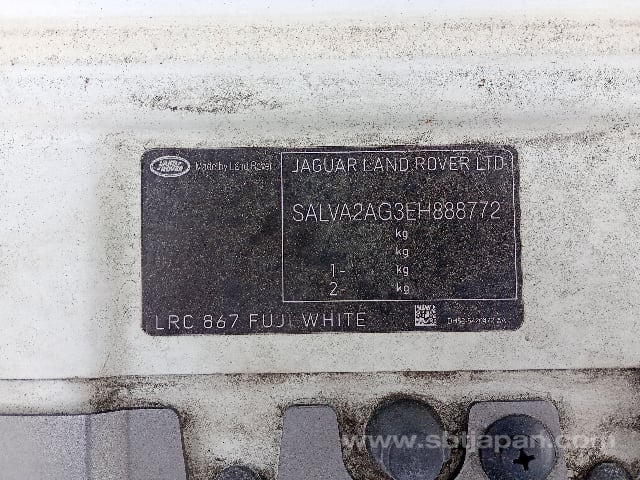 LAND ROVER
Made by Land Rover
JAGUAR LAND ROVER LTD
SALVA2AG3EH888772
kg
kg
1- kg
2- kg
LRC 867 FUJI WHITE
www.sbtjapan.com